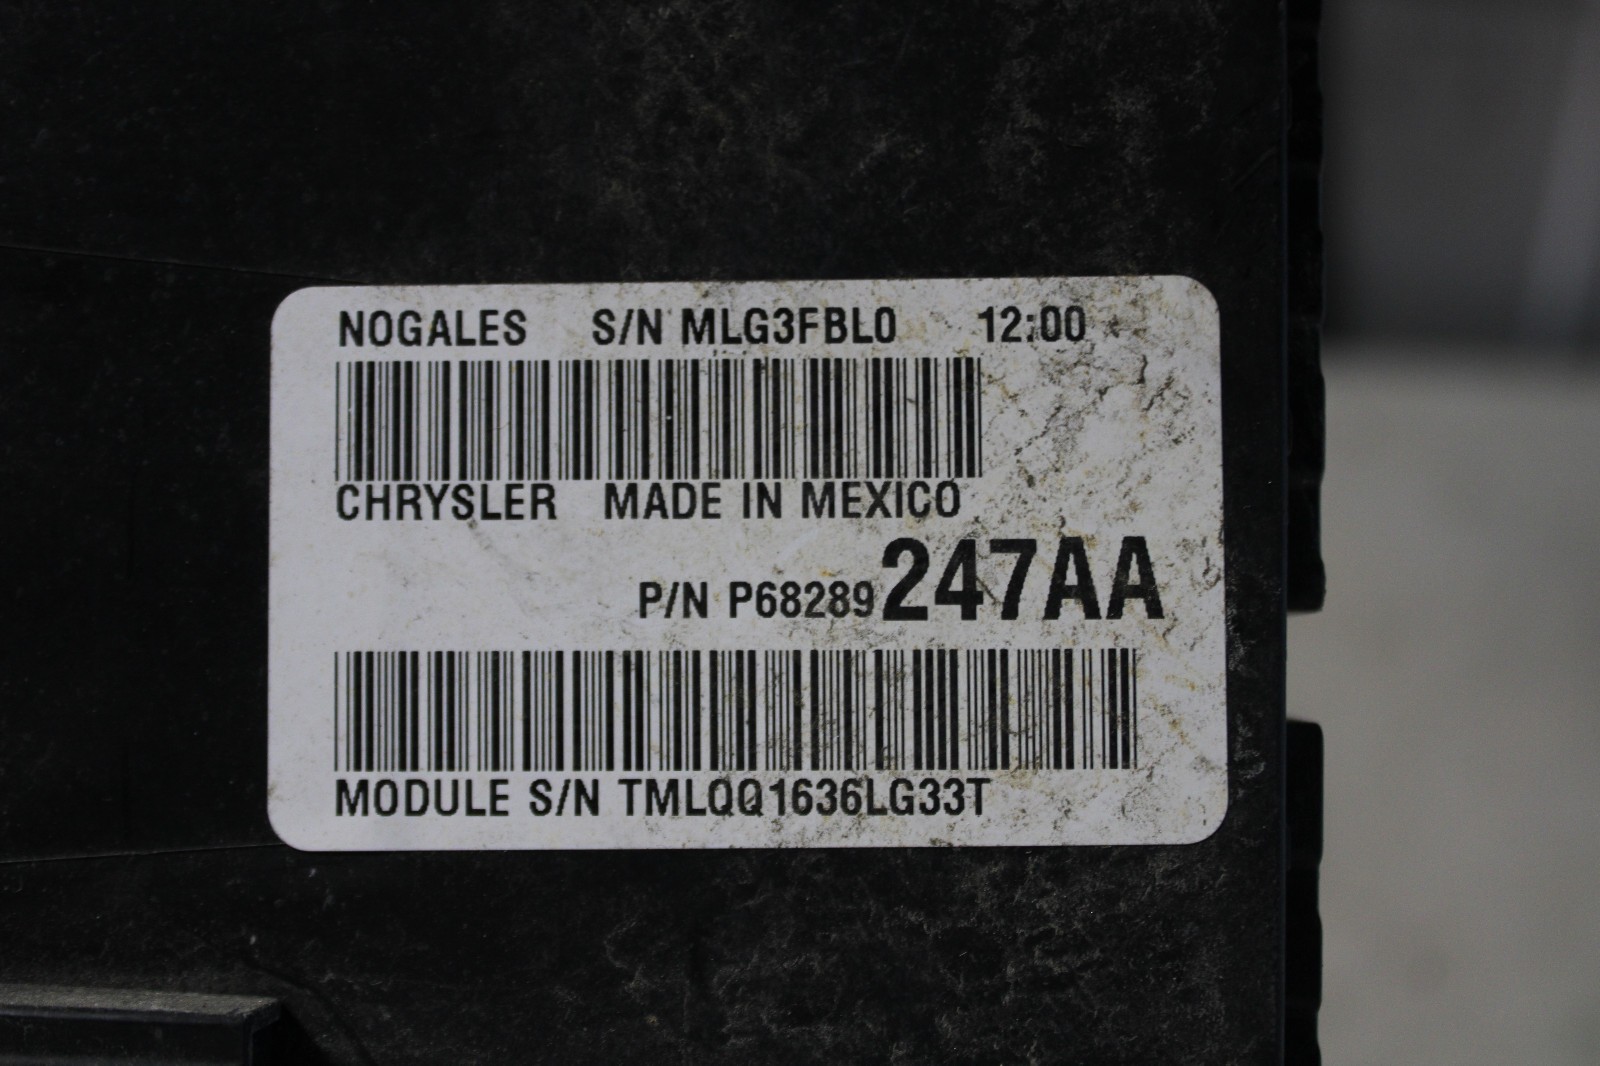 NOGALES S/N MLG3FBL0 12:00
CHRYSLER MADE IN MEXICO
P/N P68289247AA
MODULE S/N TMLQQ1636LG33T